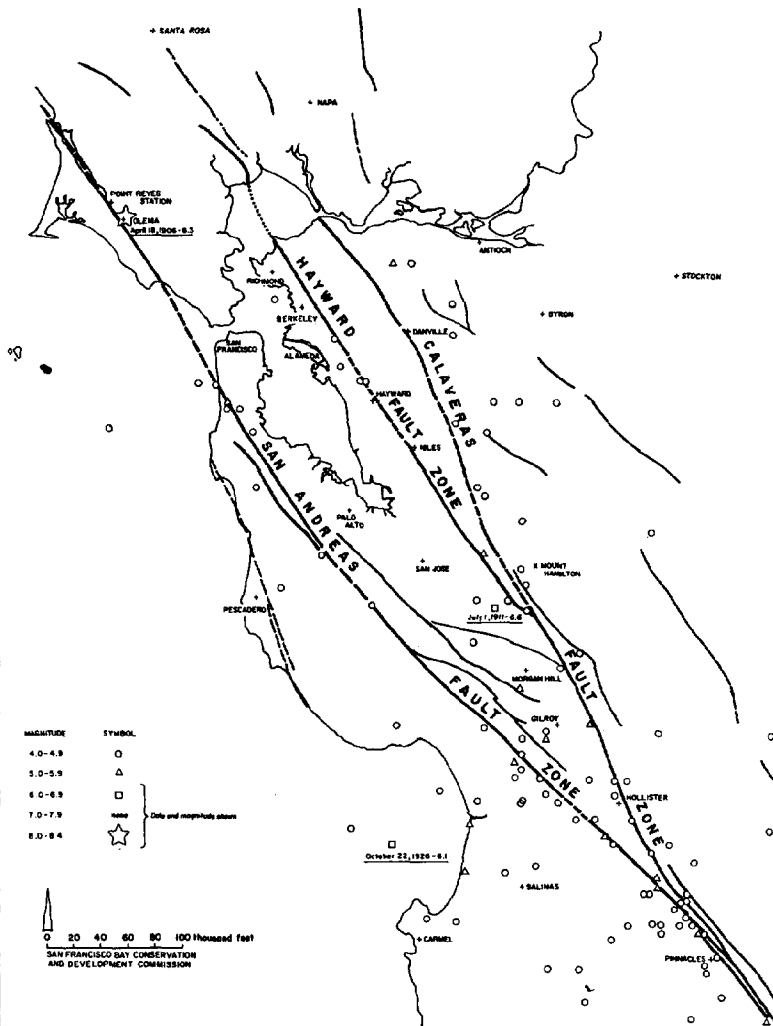 SANTA ROSA
NAPA
POINT REYES
STATION
OLEMA
April 18, 1906-8.3
ANTIOCH
STOCKTON
RICHMOND
BYRON
BERKELEY
SAN
FRANCISCO
DANVILLE
ALAMEDA
HAYWARD
NILES
HAYWARD
FAULT
ZONE
CALAVERAS
FAULT
ZONE
SAN
ANDREAS
FAULT
ZONE
PALO
ALTO
SAN JOSE
MOUNT
HAMILTON
PESCADERO
July 1, 1911-6.6
MORGAN HILL
GILROY
HOLLISTER
MAGNITUDE SYMBOL
4.0-4.9
5.0-5.9
6.0-6.9
7.0-7.9 none
8.0-8.4
Date and magnitude shown
October 22, 1926-6.1
SALINAS
CARMEL
PINNACLES
0 20 40 60 80 100 thousand feet
SAN FRANCISCO BAY CONSERVATION
AND DEVELOPMENT COMMISSION